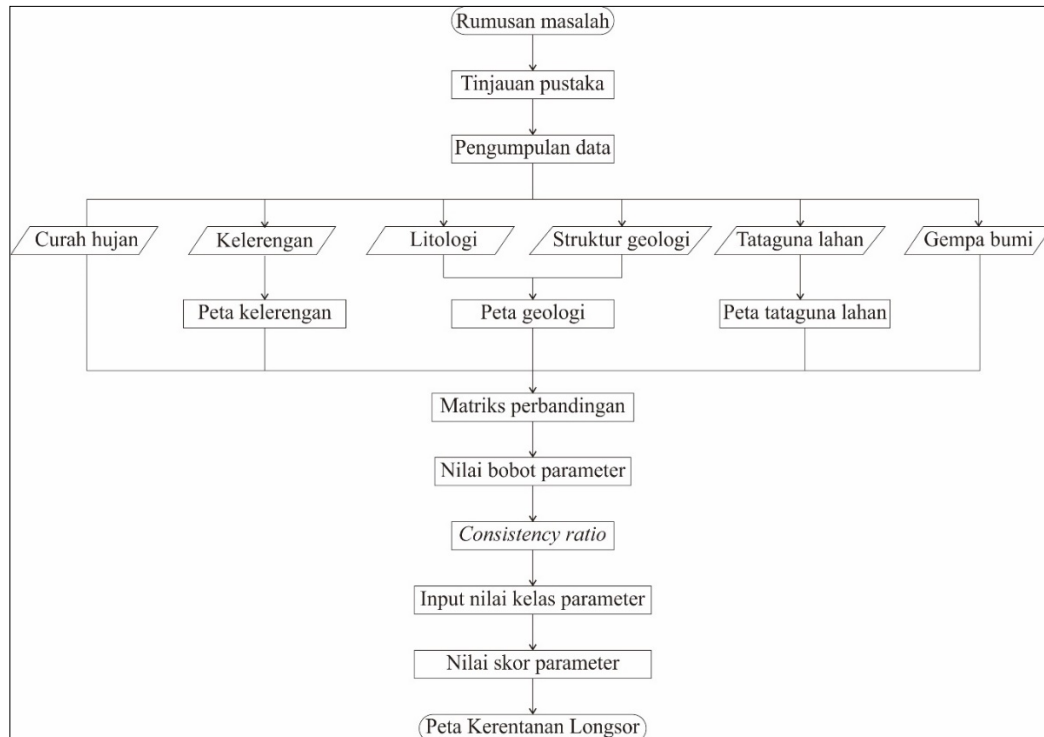 Rumusan masalah
Tinjauan pustaka
Pengumpulan data
Curah hujan
Kelerengan
Litologi
Struktur geologi
Tataguna lahan
Gempa bumi
Peta kelerengan
Peta geologi
Peta tataguna lahan
Matriks perbandingan
Nilai bobot parameter
Consistency ratio
Input nilai kelas parameter
Nilai skor parameter
Peta Kerentanan Longsor